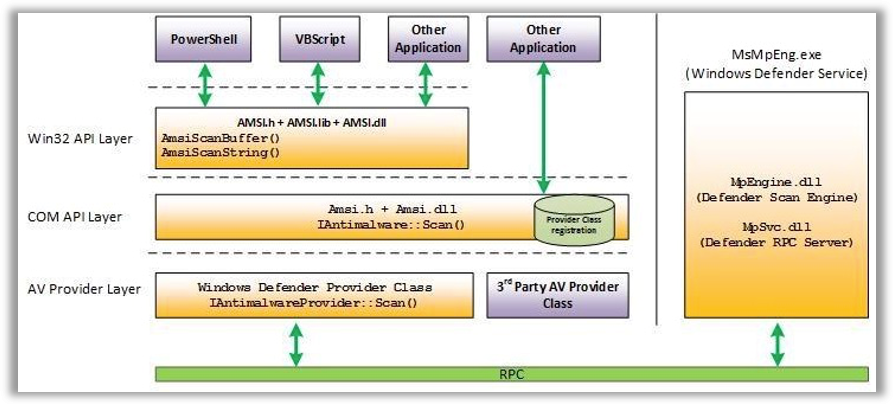 PowerShell
VBScript
Other
Application
Other
Application
MsMpEng.exe
(Windows Defender Service)
Win32 API Layer
AMSI.h + AMSI.lib + AMSI.dll
AmsiScanBuffer()
AmsiScanString()
COM API Layer
Amsi.h + Amsi.dll
IAntimalware::Scan()
Provider Class
registration
MpEngine.dll
(Defender Scan Engine)
MpSvc.dll
(Defender RPC Server)
AV Provider Layer
Windows Defender Provider Class
IAntimalwareProvider::Scan()
3rd Party AV Provider
Class
RPC